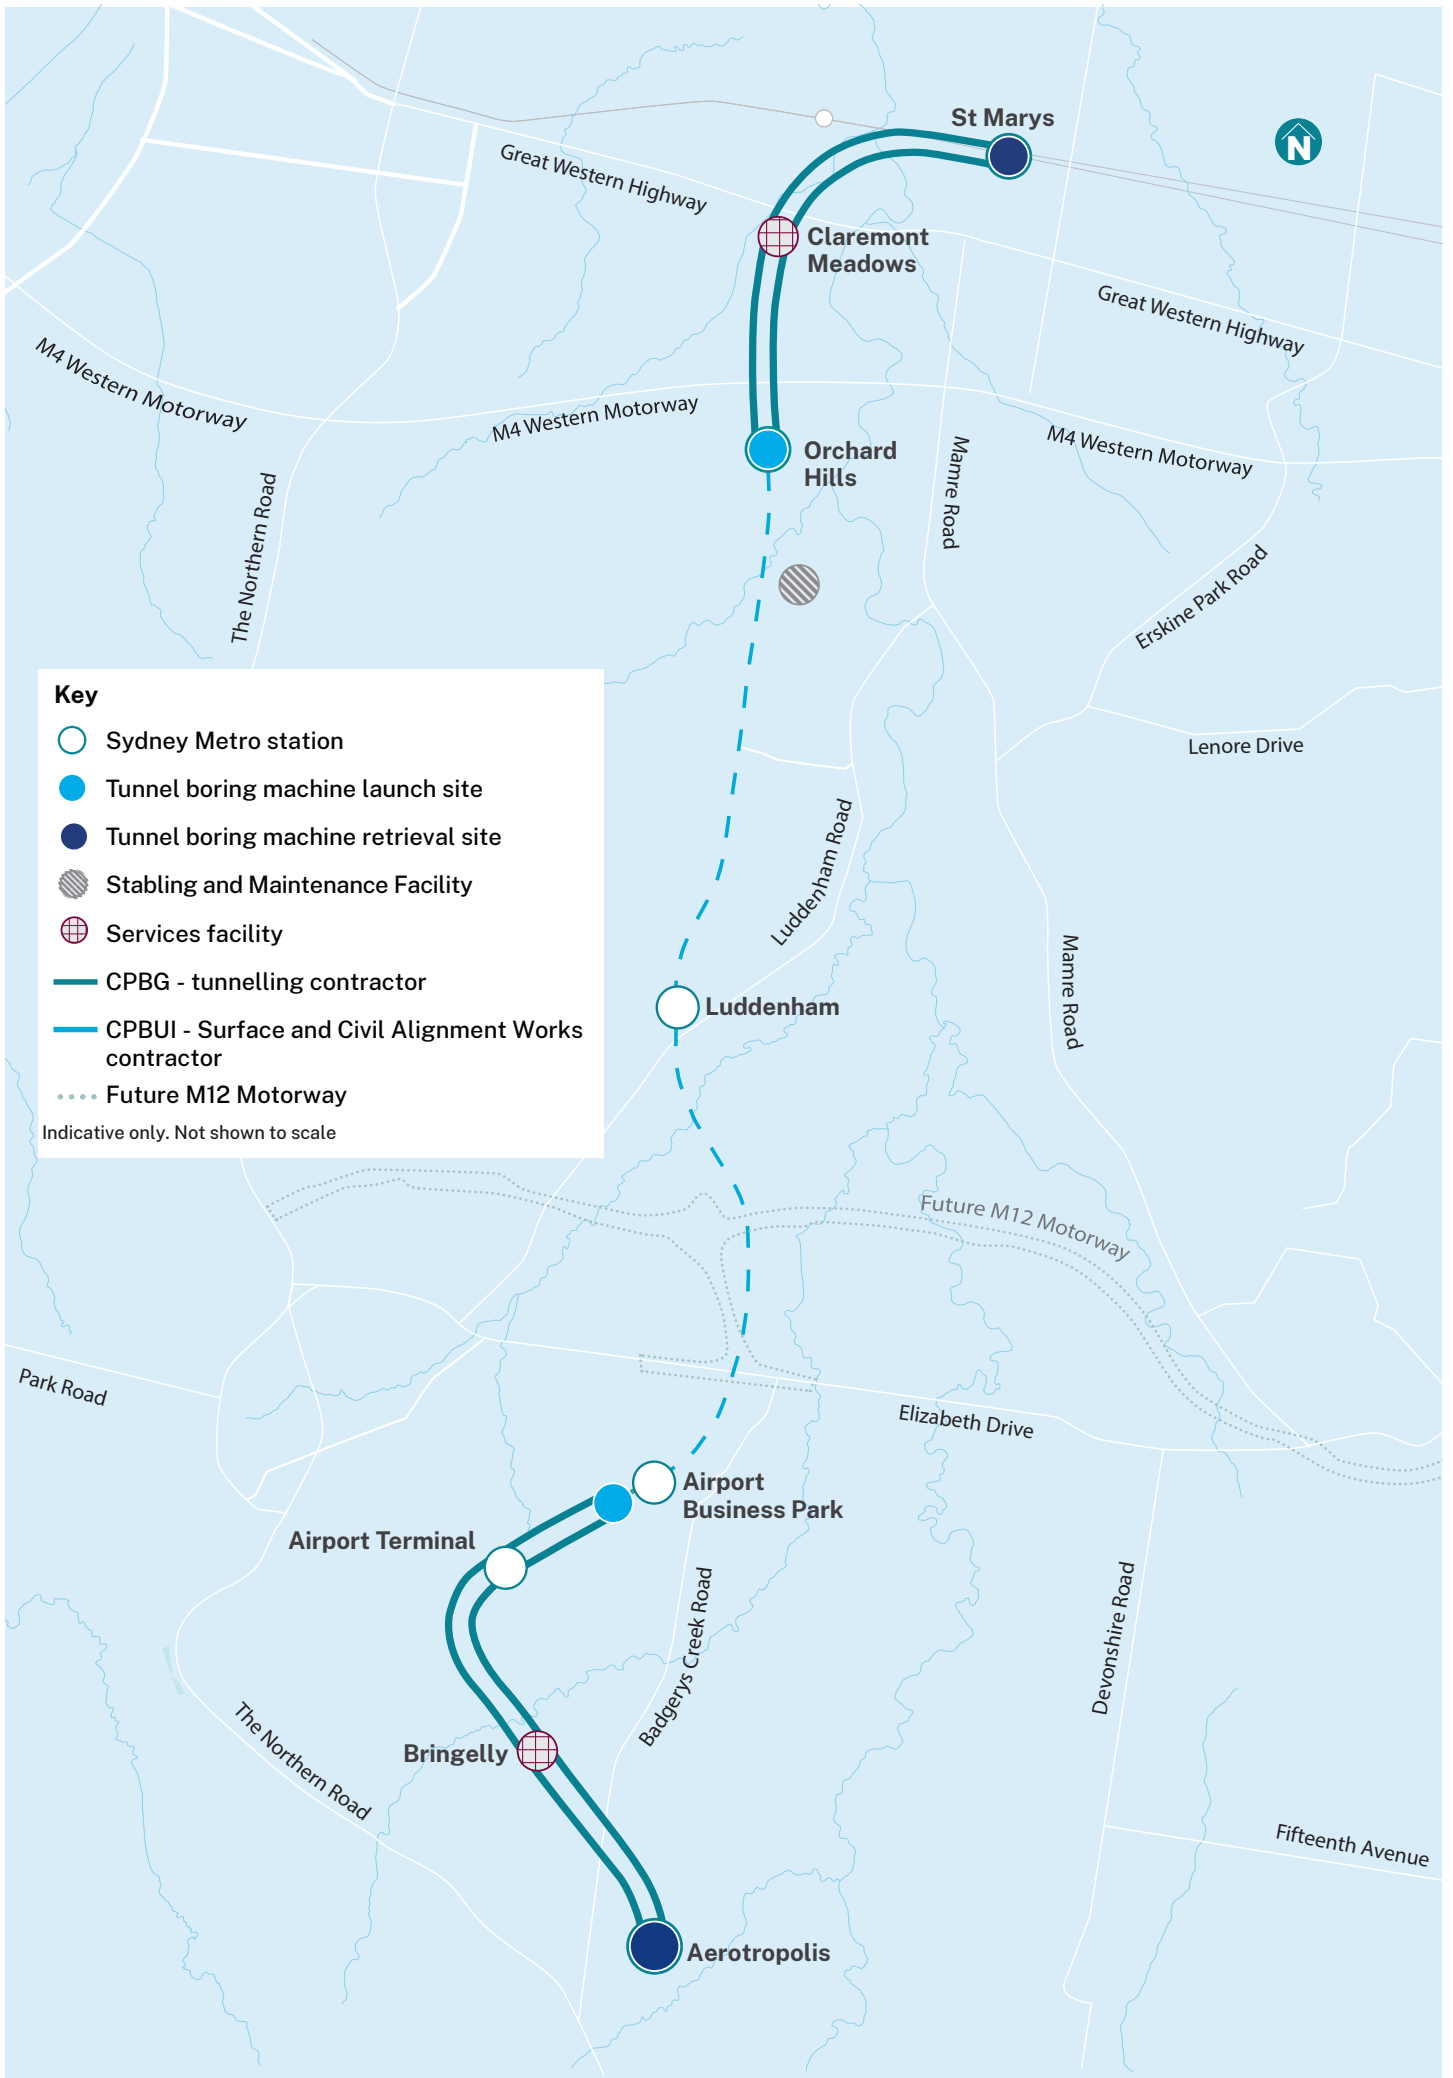 St Marys
N
Great Western Highway
Claremont
Meadows
Great Western Highway
M4 Western Motorway
M4 Western Motorway
Orchard
Hills
Mamre Road
M4 Western Motorway
The Northern Road
Erskine Park Road
Key
Sydney Metro station
Tunnel boring machine launch site
Tunnel boring machine retrieval site
Stabling and Maintenance Facility
Services facility
CPBG - tunnelling contractor
CPBUI - Surface and Civil Alignment Works
contractor
Future M12 Motorway
Indicative only. Not shown to scale
Lenore Drive
Luddenham Road
Mamre Road
Luddenham
Future M12 Motorway
Park Road
Elizabeth Drive
Airport
Business Park
Airport Terminal
Badgerys Creek Road
Devonshire Road
The Northern Road
Bringelly
Fifteenth Avenue
Aerotropolis